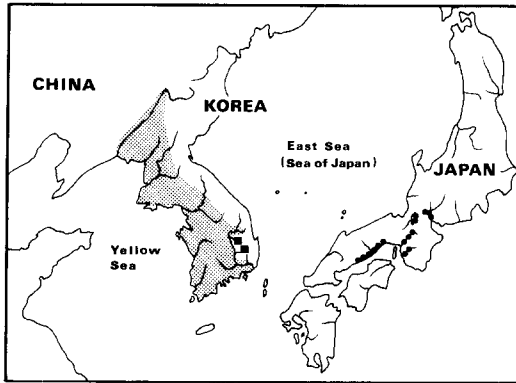 CHINA
KOREA
East Sea
(Sea of Japan)
JAPAN
Yellow
Sea